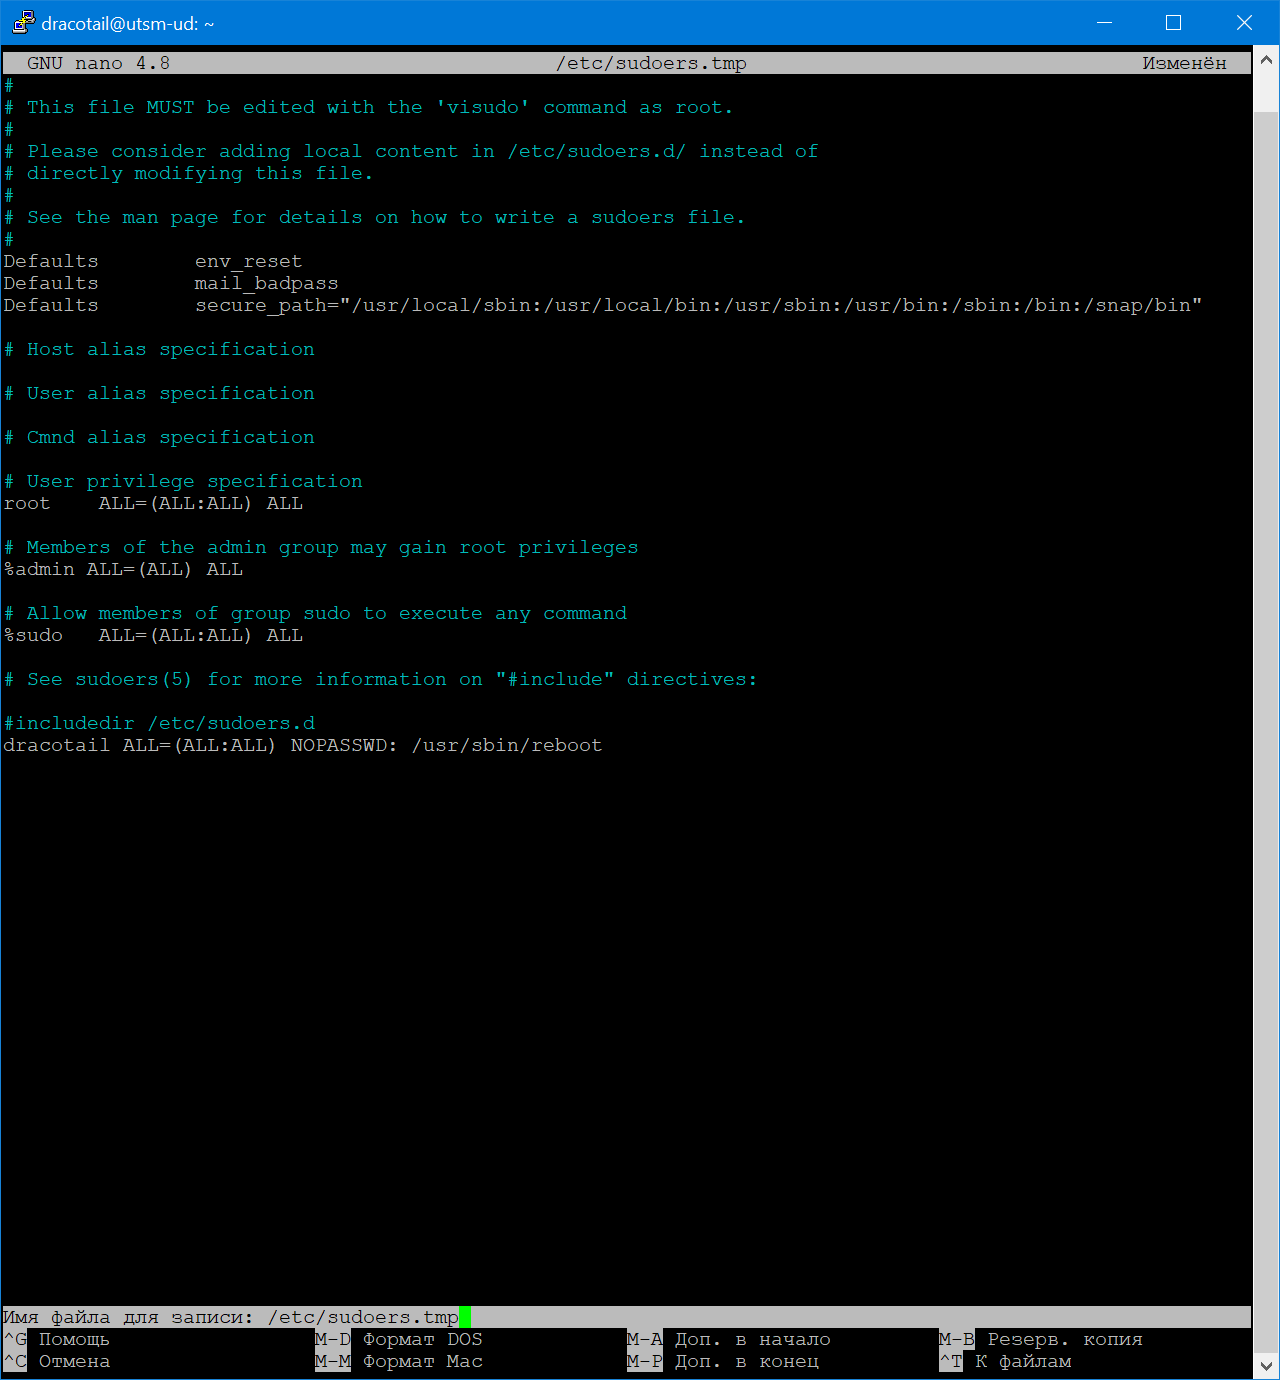 dracotail@utsm-ud: ~
GNU nano 4.8 /etc/sudoers.tmp Изменён
#
# This file MUST be edited with the 'visudo' command as root.
#
# Please consider adding local content in /etc/sudoers.d/ instead of
# directly modifying this file.
#
# See the man page for details on how to write a sudoers file.
#
Defaults        env_reset
Defaults        mail_badpass
Defaults        secure_path="/usr/local/sbin:/usr/local/bin:/usr/sbin:/usr/bin:/sbin:/bin:/snap/bin"
# Host alias specification
# User alias specification
# Cmnd alias specification
# User privilege specification
root    ALL=(ALL:ALL) ALL
# Members of the admin group may gain root privileges
%admin ALL=(ALL) ALL
# Allow members of group sudo to execute any command
%sudo   ALL=(ALL:ALL) ALL
# See sudoers(5) for more information on "#include" directives:
#includedir /etc/sudoers.d
dracotail ALL=(ALL:ALL) NOPASSWD: /usr/sbin/reboot
Имя файла для записи: /etc/sudoers.tmp
^G Помощь M-D Формат DOS M-A Доп. в начало M-B Резерв. копия
^C Отмена M-M Формат Mac M-P Доп. в конец ^T К файлам